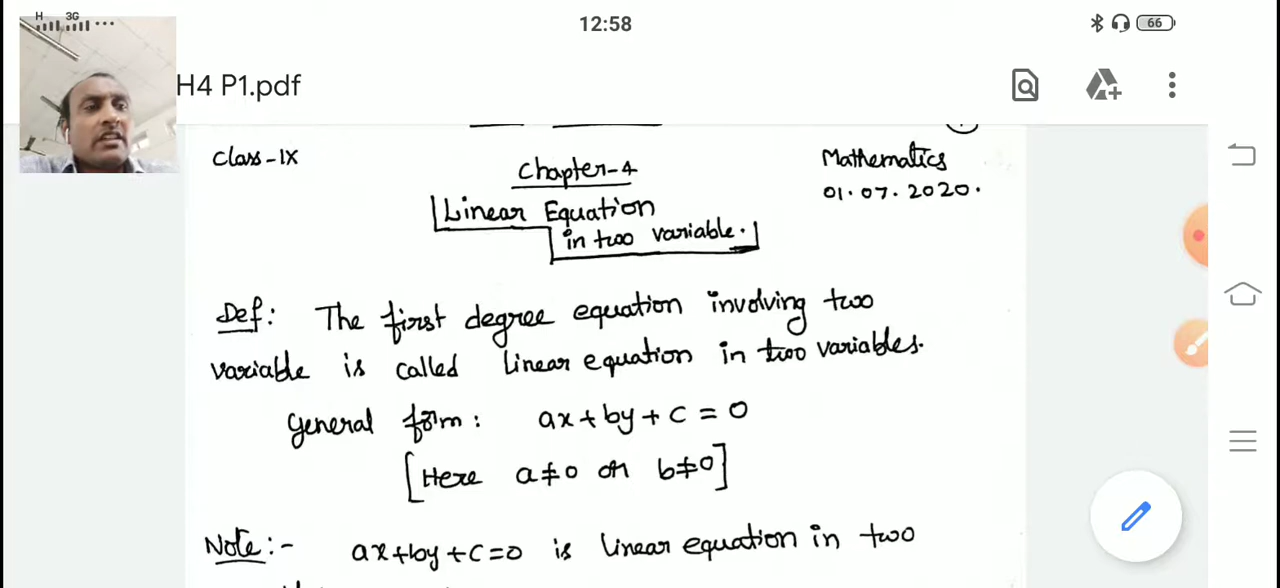 H 3G
12:58
66
H4 P1.pdf
Class-IX
Chapter-4
Mathematics
01.07.2020.
Linear Equation
in two variable.
Def: The first degree equation involving two
variable is called linear equation in two variables.
General form: ax+by+c=0
[Here a≠0 or b≠0]
Note:- ax+by+c=0 is linear equation in two